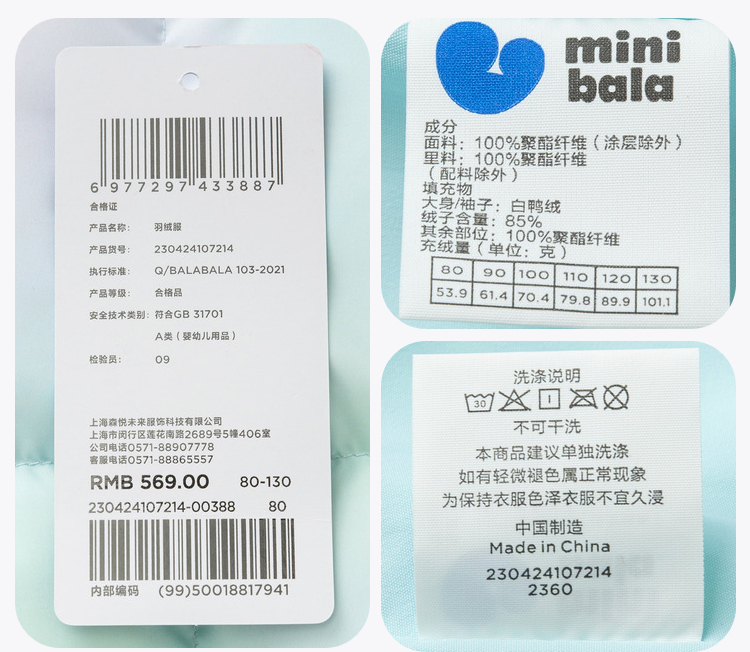 6 977297 433887
合格证
产品名称： 羽绒服
产品货号： 230424107214
执行标准： Q/BALABALA 103-2021
产品等级： 合格品
安全技术类别：符合GB 31701
A类（婴幼儿用品）
检验员： 09
上海森悦未来服饰科技有限公司
上海市闵行区莲花南路2689号5幢406室
公司电话0571-88907778
客服电话0571-88865557
RMB 569.00 80-130
230424107214-00388 80
内部编码 (99)50018817941
mini
bala
成分
面料：100%聚酯纤维（涂层除外）
里料：100%聚酯纤维
（配料除外）
填充物
大身/袖子：白鸭绒
绒子含量：85%
其余部位：100%聚酯纤维
充绒量（单位：克）
80 90 100 110 120 130
53.9 61.4 70.4 79.8 89.9 101.1
洗涤说明
30
不可干洗
本商品建议单独洗涤
如有轻微褪色属正常现象
为保持衣服色泽衣服不宜久浸
中国制造
Made in China
230424107214
2360